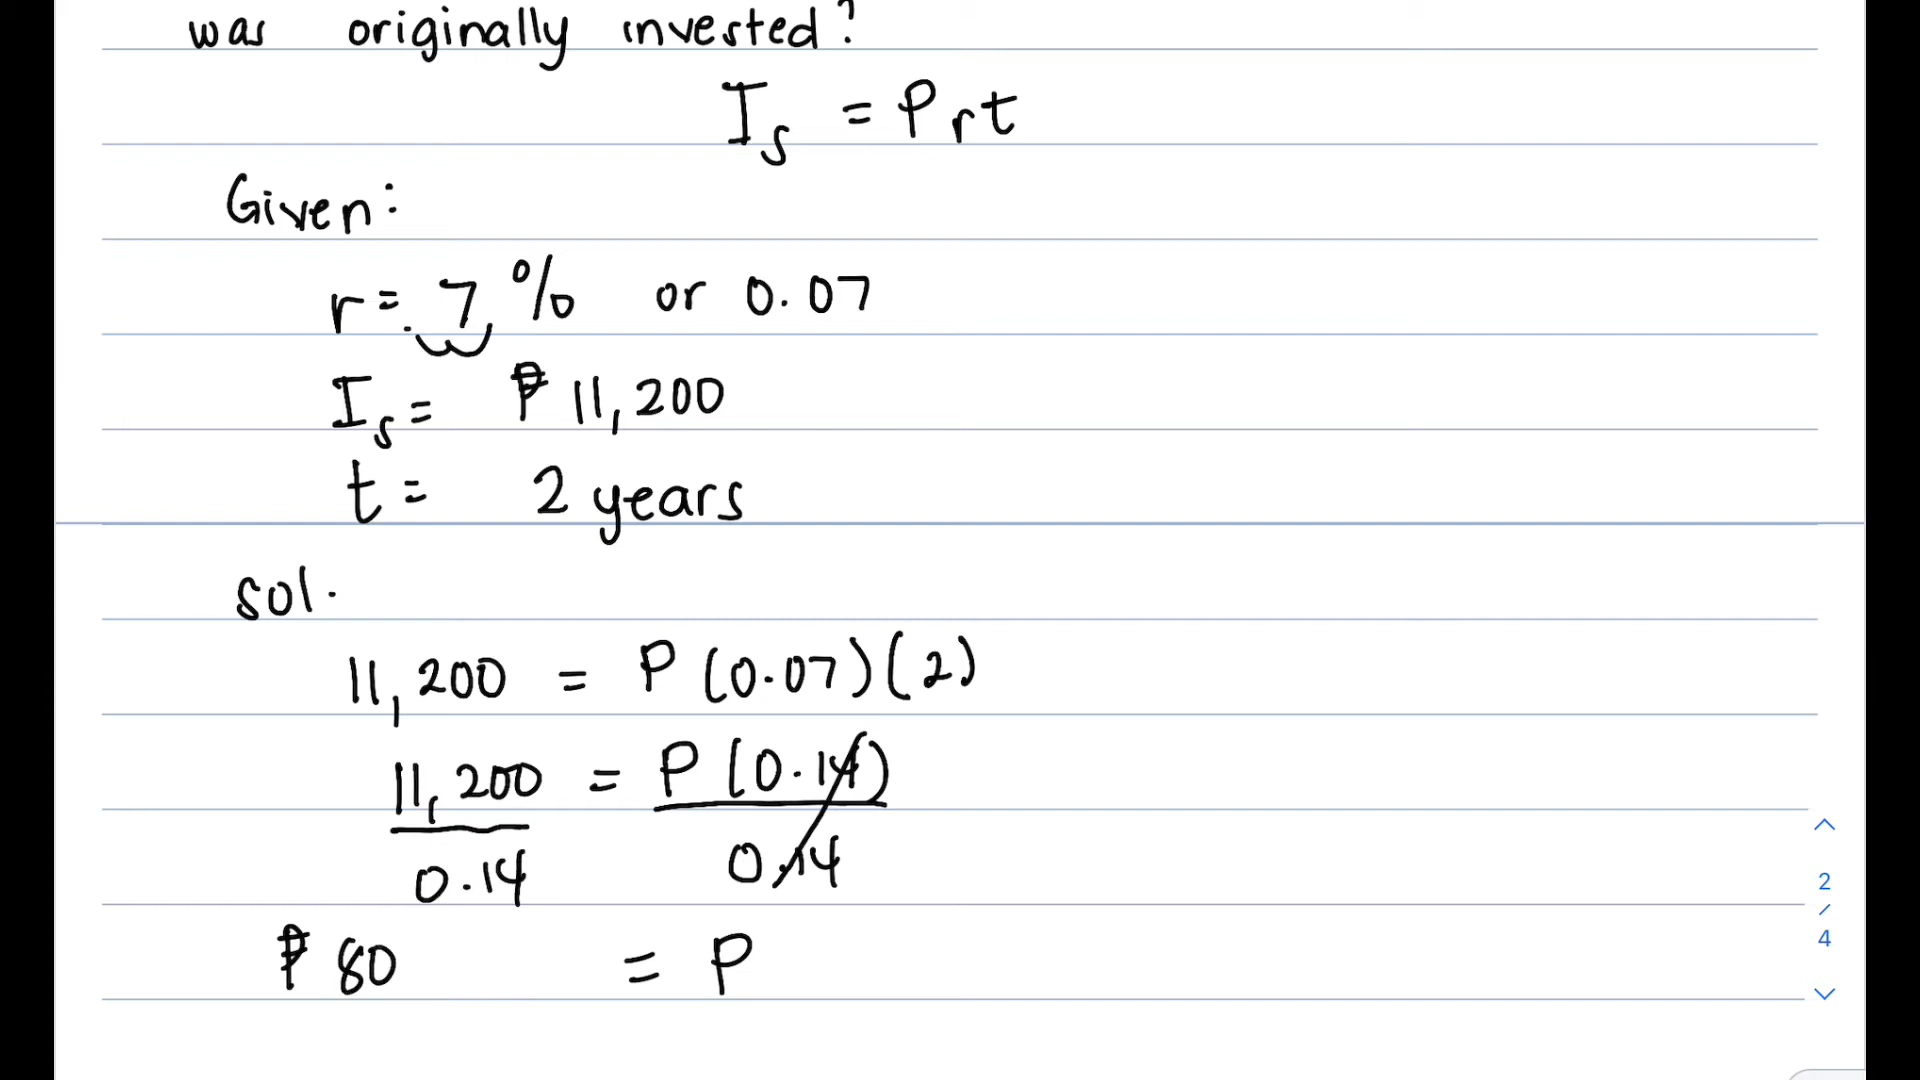 was originally invested?
Is = Prt
Given:
r = 7 % or 0.07
Is = ₱ 11,200
t = 2 years
sol.
11,200 = P (0.07)(2)
11,200 = P (0.14)
0.14 0.14
₱ 80 = P
2
/
4